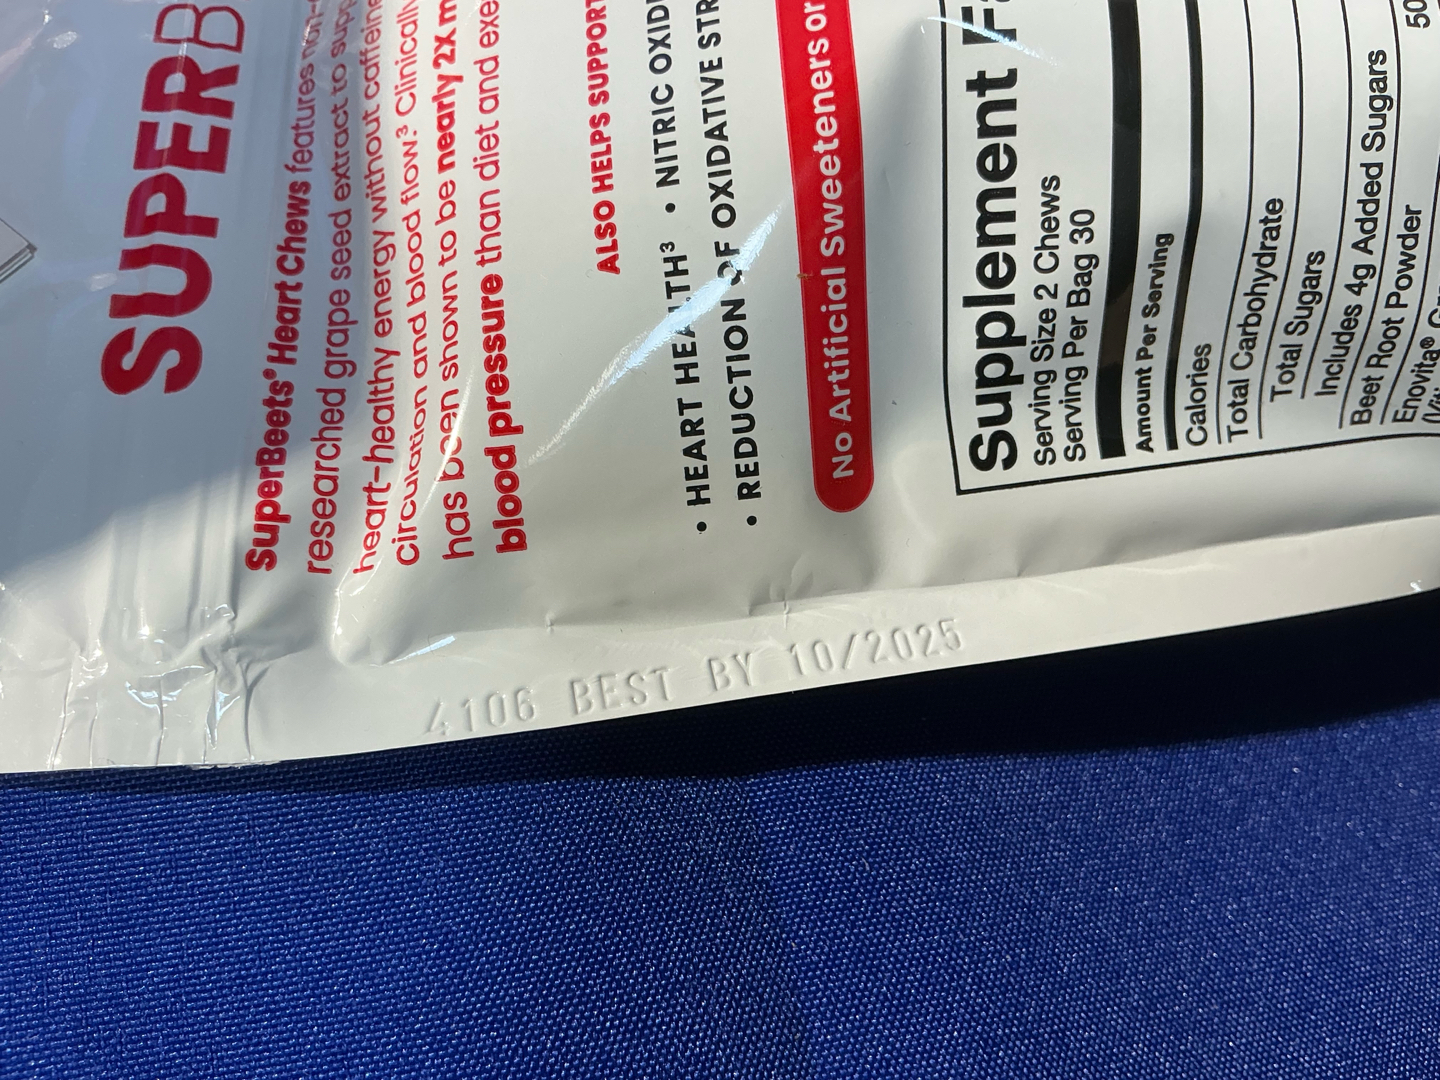 SUPERB
SuperBeets® Heart Chews features non-
researched grape seed extract to supp
heart-healthy energy without caffeine
circulation and blood flow³ Clinically
has been shown to be nearly 2X m
blood pressure than diet and exe
ALSO HELPS SUPPORT
• HEART HEALTH³ • NITRIC OXID
• REDUCTION OF OXIDATIVE STR
No Artificial Sweeteners or
Supplement Fa
Serving Size 2 Chews
Serving Per Bag 30
Amount Per Serving
Calories
Total Carbohydrate
Total Sugars
Includes 4g Added Sugars
Beet Root Powder 50
Enovita®
4106 BEST BY 10/2025